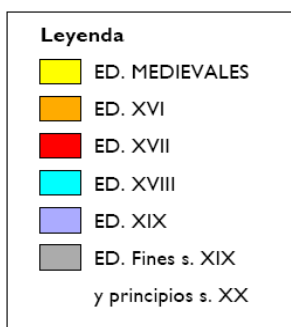 Leyenda
ED. MEDIEVALES
ED. XVI
ED. XVII
ED. XVIII
ED. XIX
ED. Fines s. XIX
y principios s. XX